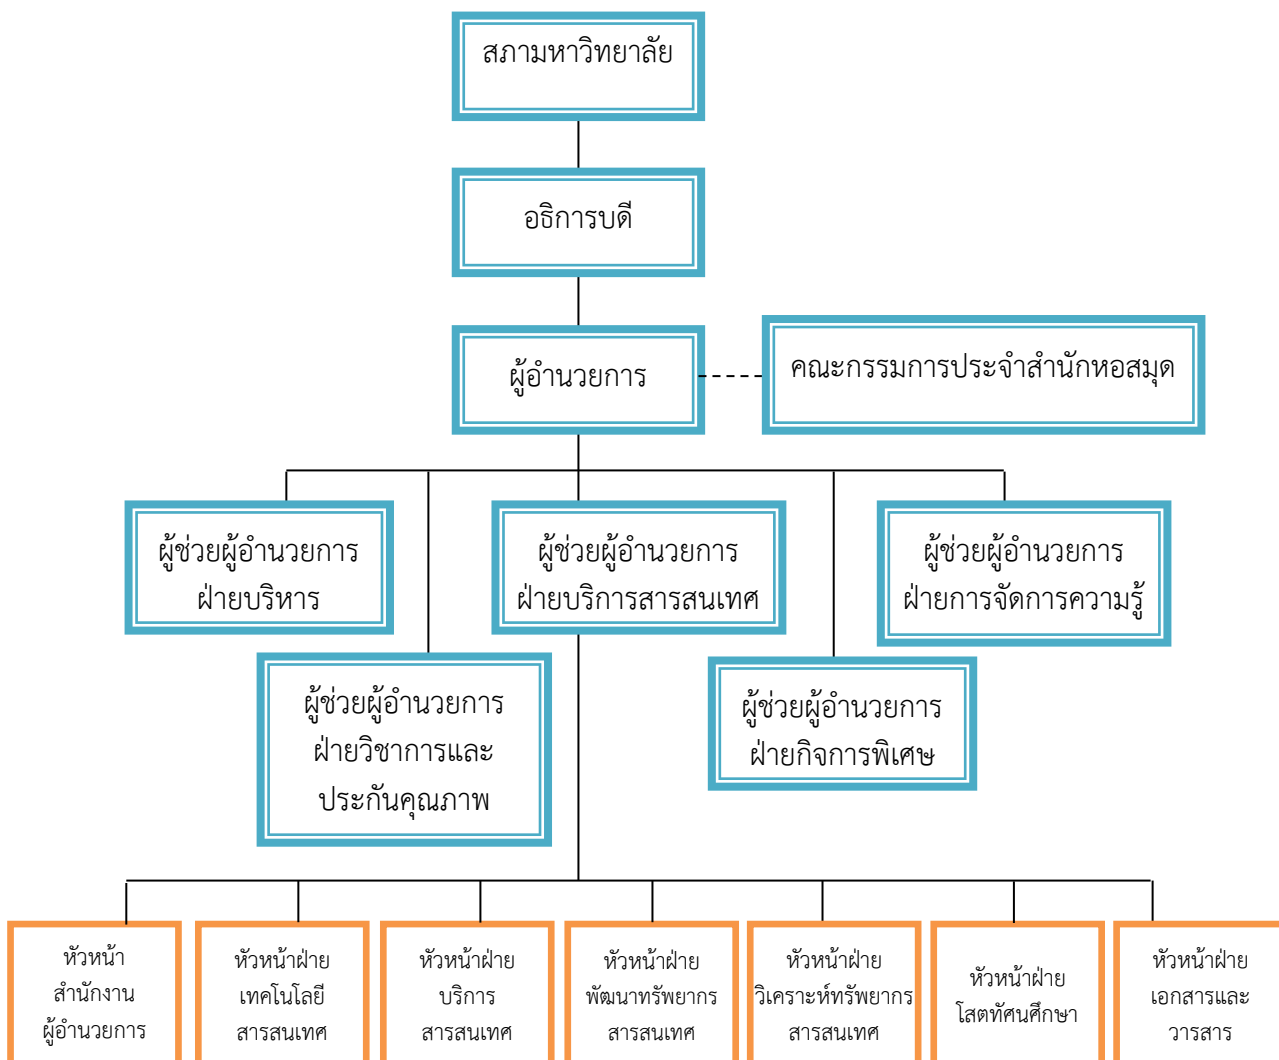 สภามหาวิทยาลัย
อธิการบดี
ผู้อำนวยการ
คณะกรรมการประจำสำนักหอสมุด
ผู้ช่วยผู้อำนวยการ
ฝ่ายบริหาร
ผู้ช่วยผู้อำนวยการ
ฝ่ายบริการสารสนเทศ
ผู้ช่วยผู้อำนวยการ
ฝ่ายการจัดการความรู้
ผู้ช่วยผู้อำนวยการ
ฝ่ายวิชาการและ
ประกันคุณภาพ
ผู้ช่วยผู้อำนวยการ
ฝ่ายกิจการพิเศษ
หัวหน้า
สำนักงาน
ผู้อำนวยการ
หัวหน้าฝ่าย
เทคโนโลยี
สารสนเทศ
หัวหน้าฝ่าย
บริการ
สารสนเทศ
หัวหน้าฝ่าย
พัฒนาทรัพยากร
สารสนเทศ
หัวหน้าฝ่าย
วิเคราะห์ทรัพยากร
สารสนเทศ
หัวหน้าฝ่าย
โสตทัศนศึกษา
หัวหน้าฝ่าย
เอกสารและ
วารสาร